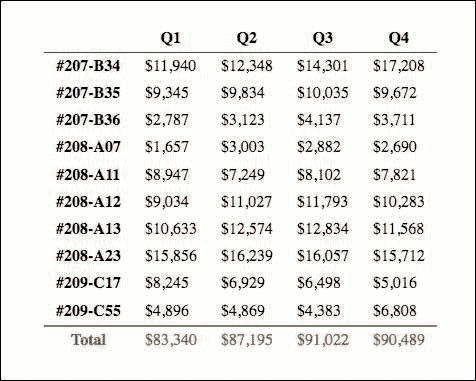 Q1 Q2 Q3 Q4
#207-B34 $11,940 $12,348 $14,301 $17,208
#207-B35 $9,345 $9,834 $10,035 $9,672
#207-B36 $2,787 $3,123 $4,137 $3,711
#208-A07 $1,657 $3,003 $2,882 $2,690
#208-A11 $8,947 $7,249 $8,102 $7,821
#208-A12 $9,034 $11,027 $11,793 $10,283
#208-A13 $10,633 $12,574 $12,834 $11,568
#208-A23 $15,856 $16,239 $16,057 $15,712
#209-C17 $8,245 $6,929 $6,498 $5,016
#209-C55 $4,896 $4,869 $4,383 $6,808
Total $83,340 $87,195 $91,022 $90,489